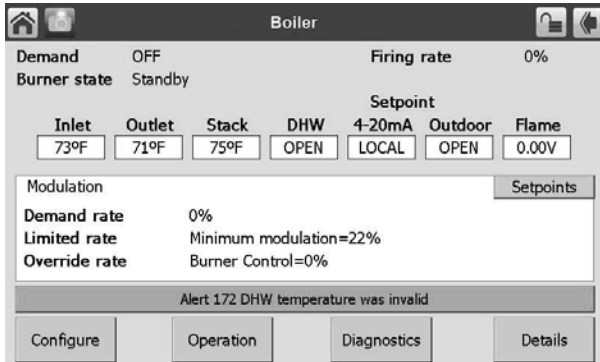 Boiler
Demand OFF Firing rate 0%
Burner state Standby
Setpoint
Inlet Outlet Stack DHW 4-20mA Outdoor Flame
73ºF 71ºF 75ºF OPEN LOCAL OPEN 0.00V
Modulation Setpoints
Demand rate 0%
Limited rate Minimum modulation=22%
Override rate Burner Control=0%
Alert 172 DHW temperature was invalid
Configure Operation Diagnostics Details